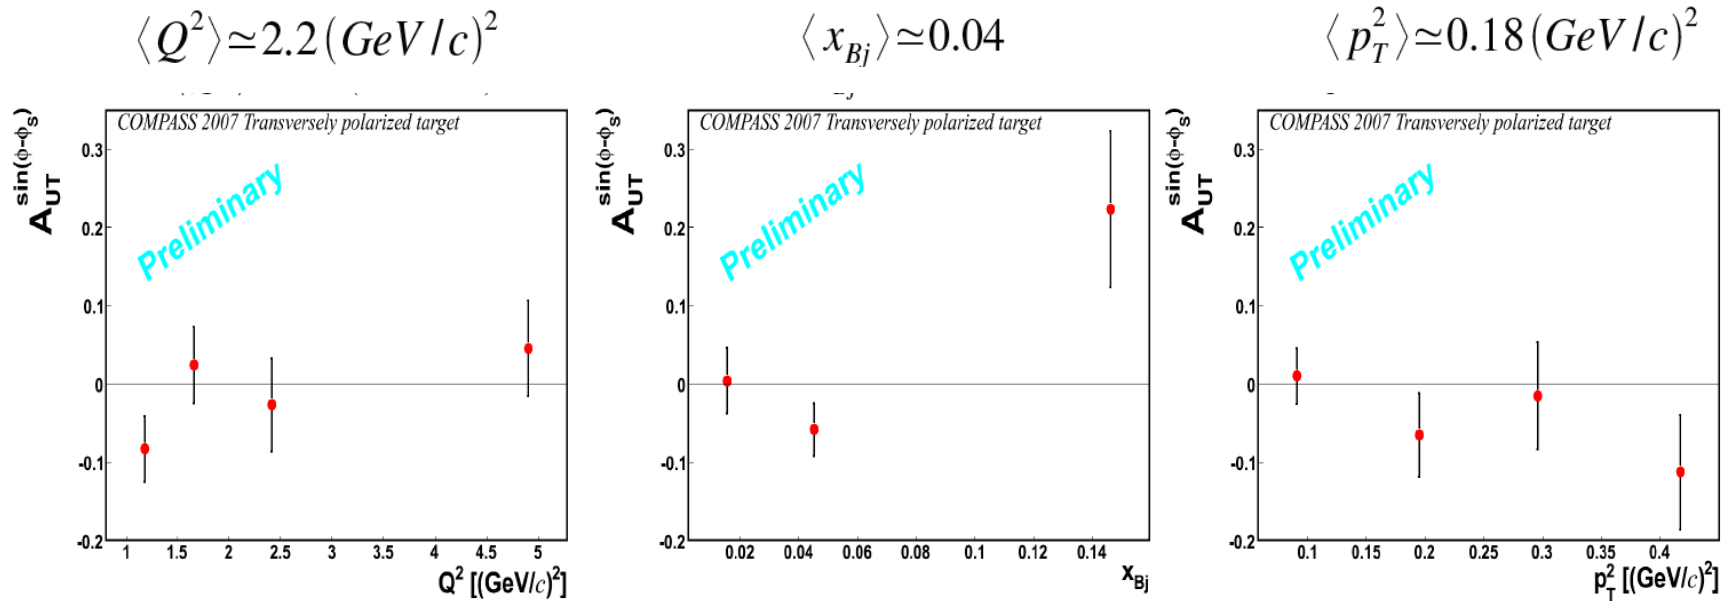 ⟨Q²⟩≃2.2(GeV/c)²
⟨x_Bj⟩≃0.04
⟨p_T²⟩≃0.18(GeV/c)²
A_UT^sin(ϕ-ϕ_S)
COMPASS 2007 Transversely polarized target
Preliminary
0.3
0.2
0.1
0
-0.1
-0.2
1 1.5 2 2.5 3 3.5 4 4.5 5
Q² [(GeV/c)²]
A_UT^sin(ϕ-ϕ_S)
COMPASS 2007 Transversely polarized target
Preliminary
0.3
0.2
0.1
0
-0.1
-0.2
0.02 0.04 0.06 0.08 0.1 0.12 0.14
x_Bj
A_UT^sin(ϕ-ϕ_S)
COMPASS 2007 Transversely polarized target
Preliminary
0.3
0.2
0.1
0
-0.1
-0.2
0.1 0.15 0.2 0.25 0.3 0.35 0.4
p_T² [(GeV/c)²]